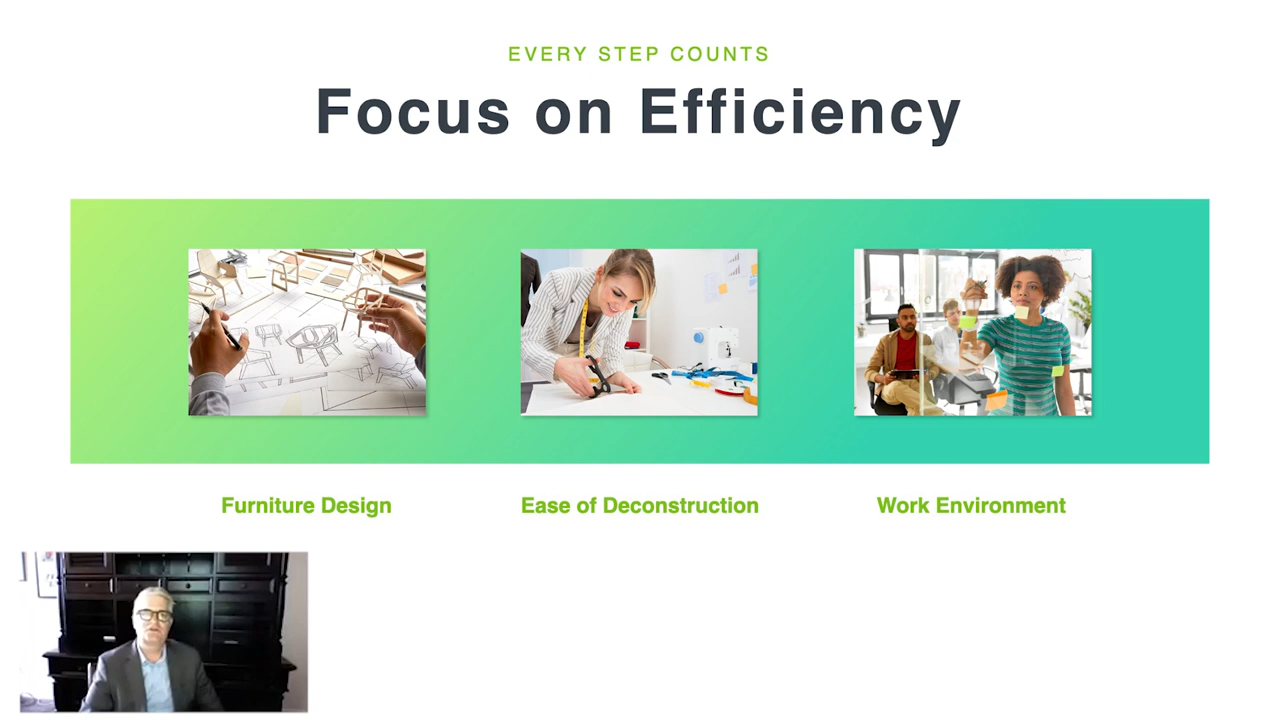 EVERY STEP COUNTS
Focus on Efficiency
Furniture Design
Ease of Deconstruction
Work Environment